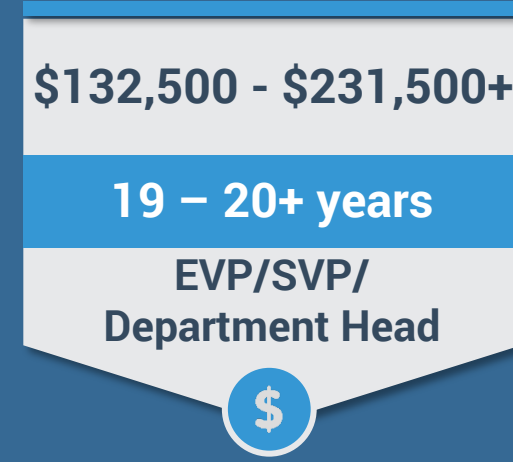 $132,500 - $231,500+
19 – 20+ years
EVP/SVP/
Department Head
$